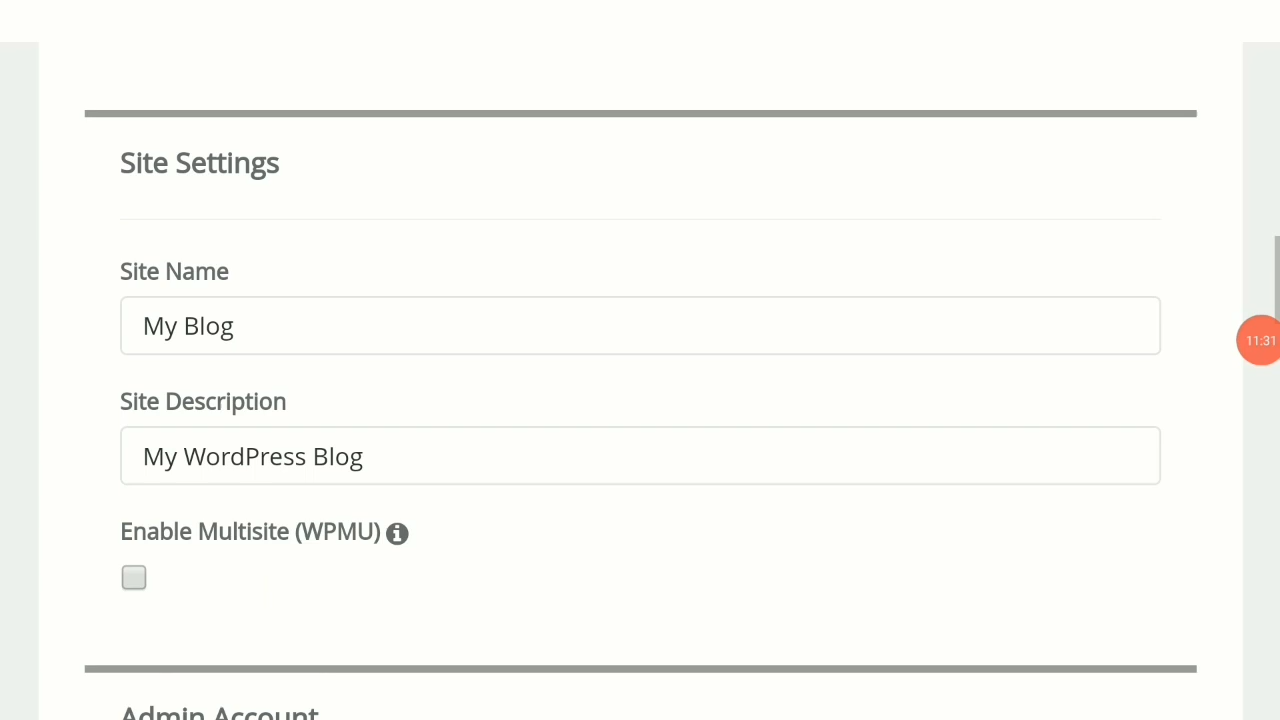 Site Settings
Site Name
My Blog
11:31
Site Description
My WordPress Blog
Enable Multisite (WPMU)
Admin Account